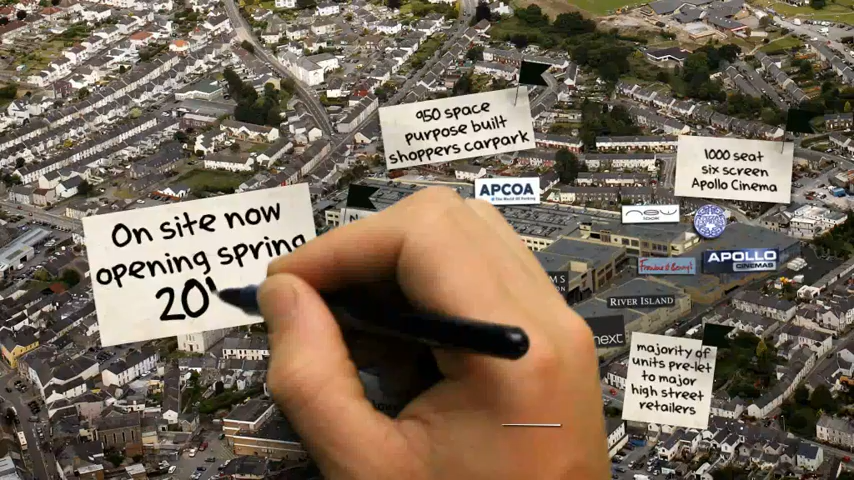 950 space
purpose built
shoppers carpark
1000 seat
six screen
Apollo Cinema
On site now
opening spring
20
APCOA
new
APOLLO
CINEMAS
Frankie & Benny's
RIVER ISLAND
next
majority of
units pre-let
to major
high street
retailers